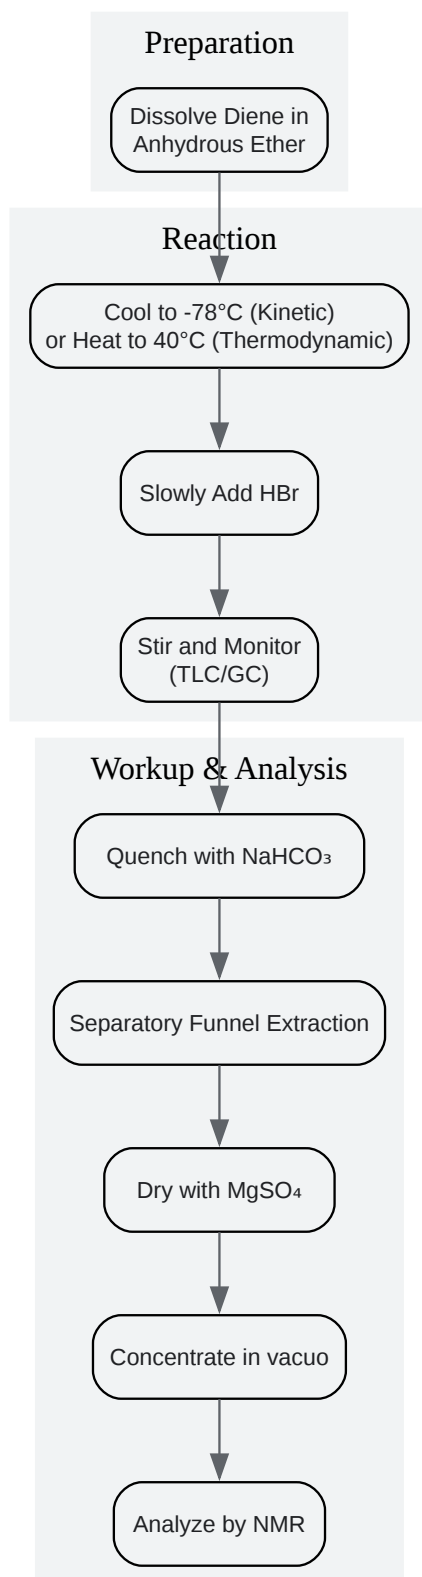 Preparation
Dissolve Diene in
Anhydrous Ether
Reaction
Cool to -78°C (Kinetic)
or Heat to 40°C (Thermodynamic)
Slowly Add HBr
Stir and Monitor
(TLC/GC)
Workup & Analysis
Quench with NaHCO₃
Separatory Funnel Extraction
Dry with MgSO₄
Concentrate in vacuo
Analyze by NMR